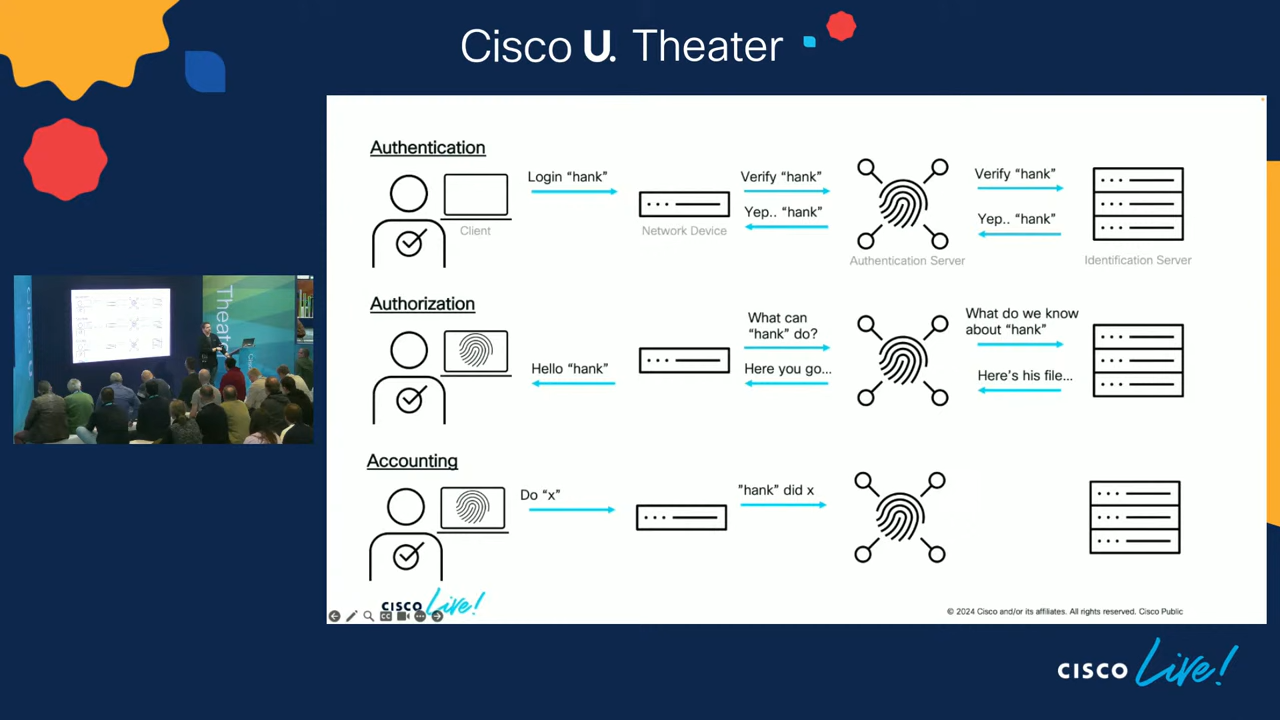 Cisco U. Theater
Authentication
Login “hank”
Verify “hank”
Verify “hank”
Yep.. “hank”
Yep.. “hank”
Client
Network Device
Authentication Server
Identification Server
Authorization
What can
“hank” do?
What do we know
about “hank”
Hello “hank”
Here you go...
Here’s his file...
Accounting
Do “x”
”hank” did x
CISCO Live!
© 2024 Cisco and/or its affiliates. All rights reserved. Cisco Public
CISCO Live!
Theater